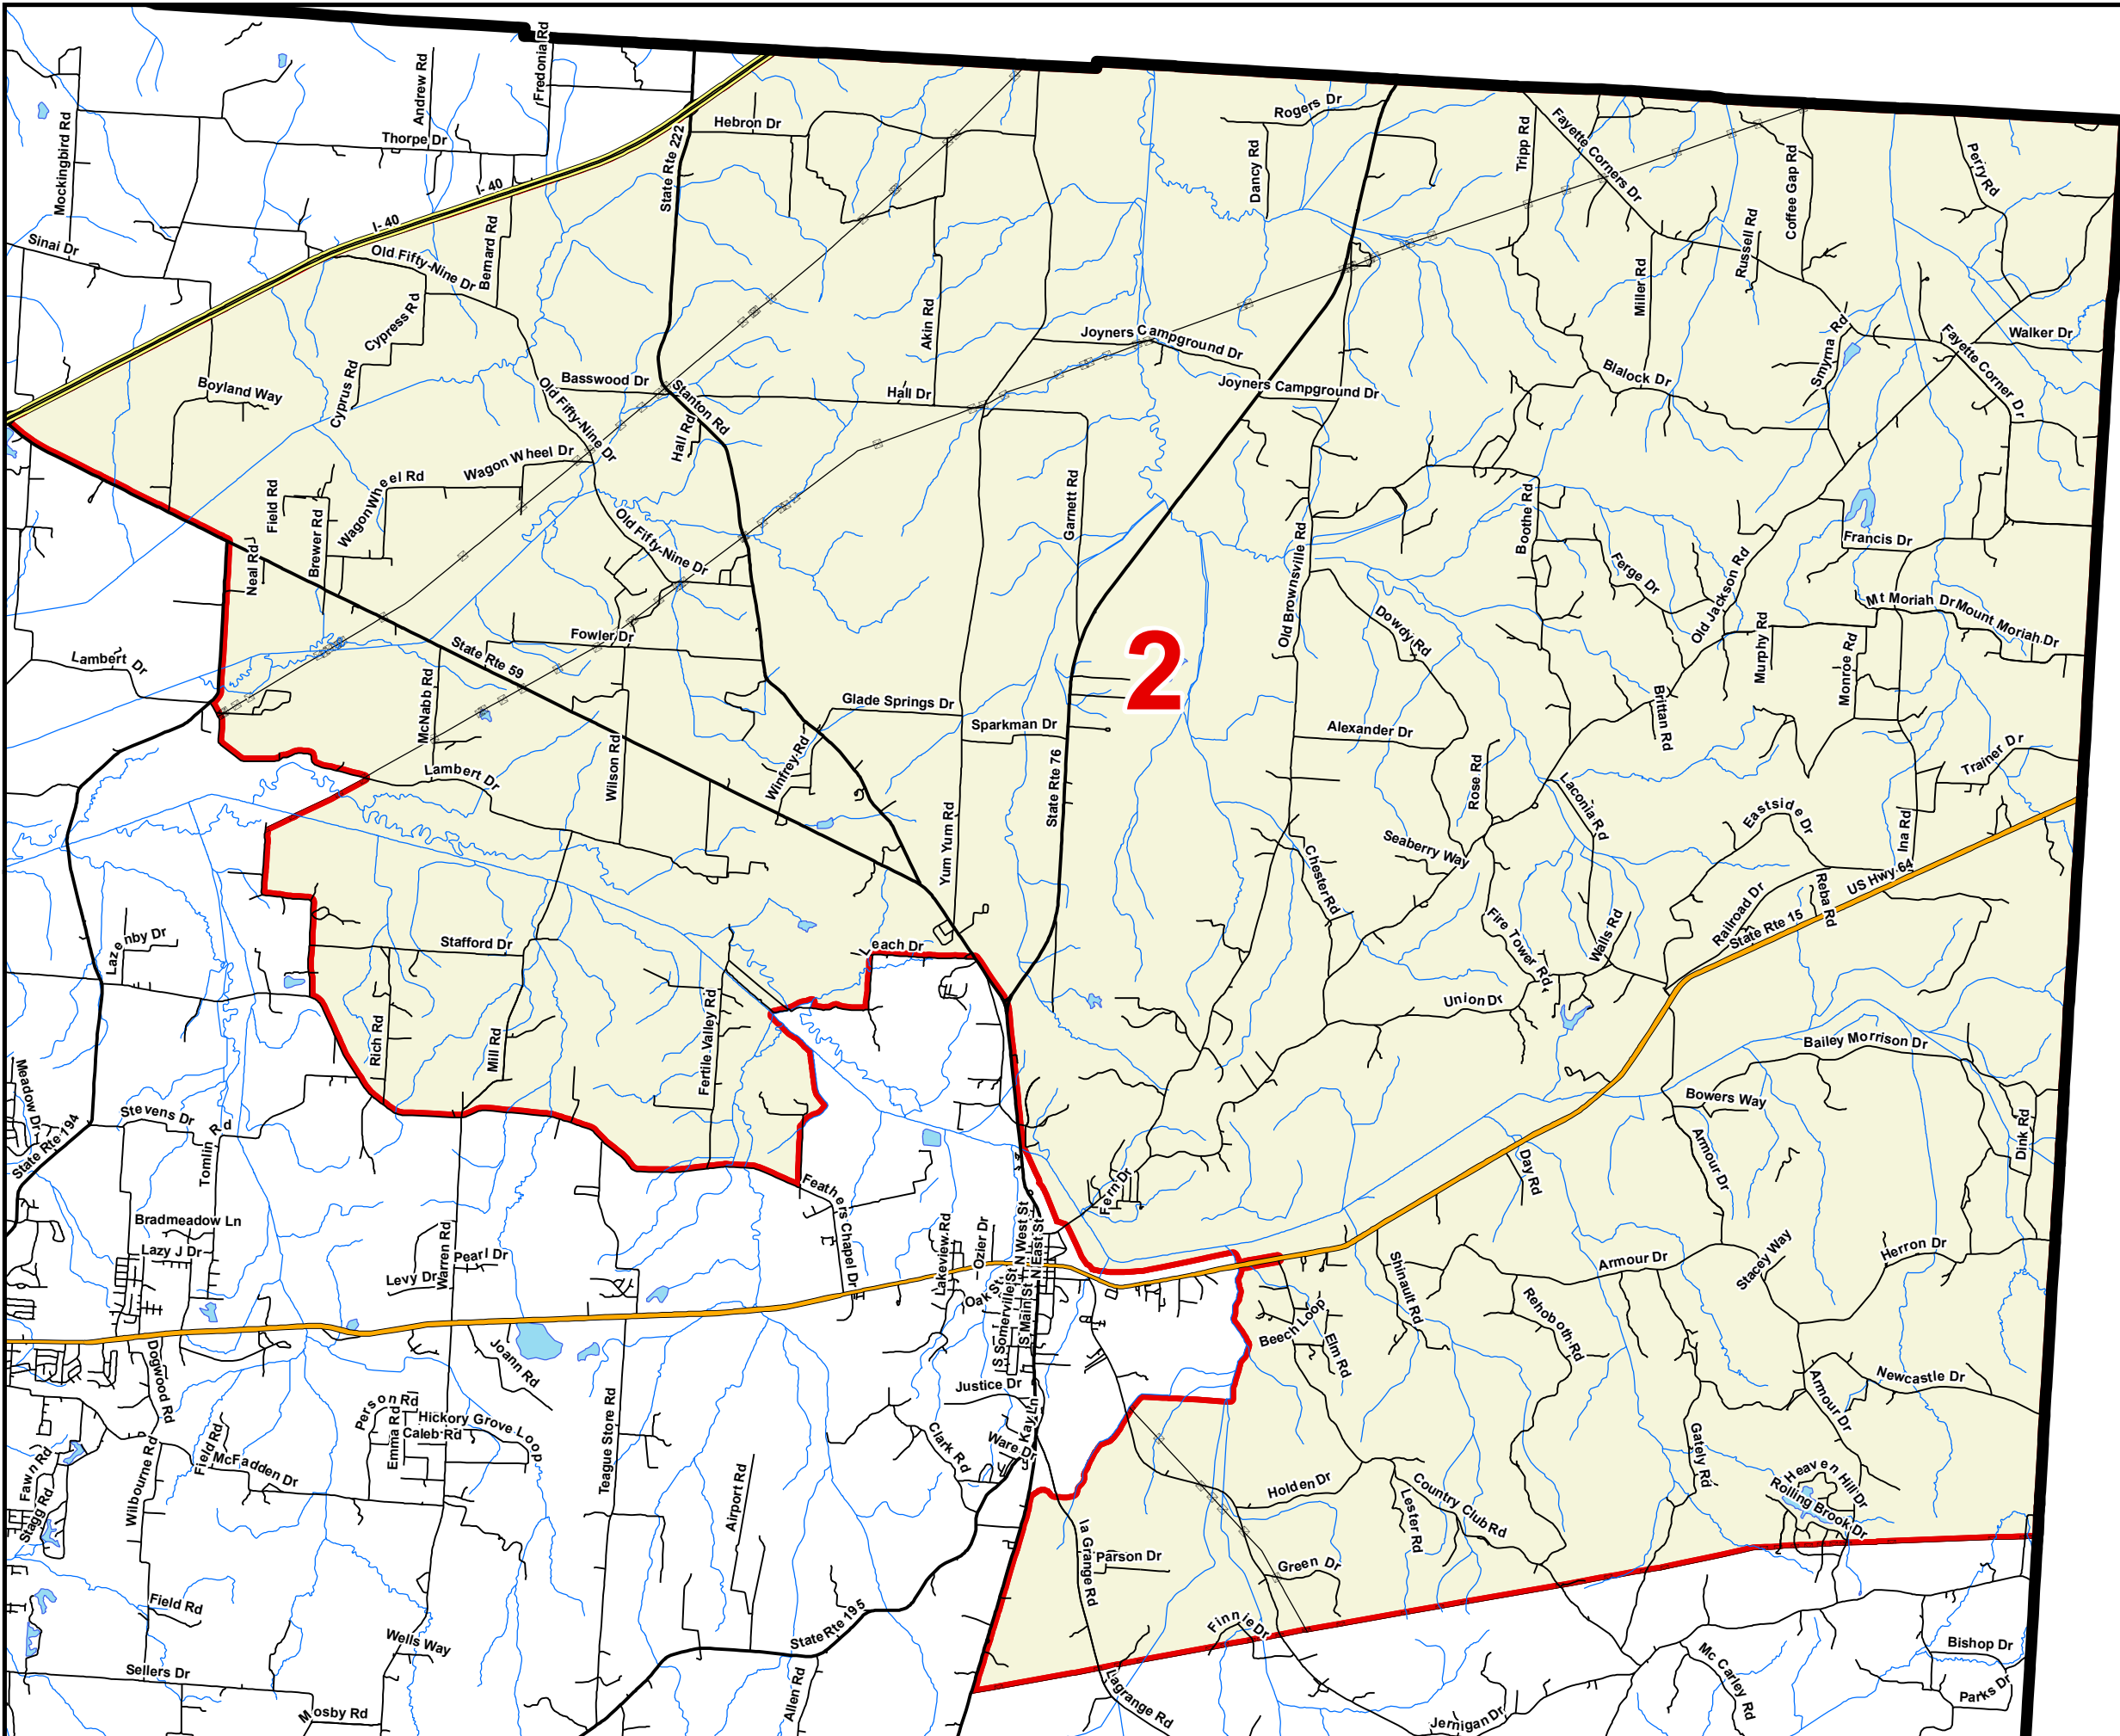 Fredonia Rd
Andrew Rd
Thorpe Dr
Mockingbird Rd
Sinai Dr
I- 40
I- 40
State Rte 222
Hebron Dr
Rogers Dr
Dancy Rd
Tripp Rd
Fayette Corners Dr
Coffee Gap Rd
Perry Rd
Russell Rd
Miller Rd
Old Fifty-Nine Dr
Bernard Rd
Cypress Rd
Akin Rd
Joyners Campground Dr
Joyners Campground Dr
Smyrna Rd
Walker Dr
Fayette Corner Dr
Blalock Dr
Boyland Way
Cyprus Rd
Basswood Dr
Stanton Rd
Hall Dr
Hall Rd
Old Fifty-Nine Dr
Wagon Wheel Dr
Wagon Wheel Rd
Field Rd
Brewer Rd
Neal Rd
Old Fifty-Nine Dr
Garnett Rd
Old Brownsville Rd
Boothe Rd
Ferge Dr
Old Jackson Rd
Francis Dr
Mt Moriah Dr
Mount Moriah Dr
Murphy Rd
Monroe Rd
Dowdy Rd
Brittan Rd
Fowler Dr
State Rte 59
Lambert Dr
McNabb Rd
2
Glade Springs Dr
Sparkman Dr
Alexander Dr
Trainer Dr
Rose Rd
Lambert Dr
Wilson Rd
Winfrey Rd
Yum Yum Rd
State Rte 76
Laconia Rd
Eastside Dr
Ina Rd
Seaberry Way
Chester Rd
US Hwy 64
Reba Rd
Railroad Dr
State Rte 15
Walls Rd
Fire Tower Rd
Union Dr
Lazenby Dr
Stafford Dr
Leach Dr
Rich Rd
Mill Rd
Fertile Valley Rd
Bailey Morrison Dr
Bowers Way
Armour Dr
Dink Rd
Meadow Dr
State Rte 194
Stevens Dr
Tomlin Rd
Day Rd
Fern Dr
Feathers Chapel Dr
Bradmeadow Ln
Lazy J Dr
Warren Rd
Pearl Dr
Levy Dr
Lakeview Rd
Ozier Dr
N West St
N East St
Oak St
S Somerville St
S Main St
Shinault Rd
Armour Dr
Stacey Way
Herron Dr
Rehoboth Rd
Beech Loop
Elm Rd
Dogwood Rd
Joann Rd
Justice Dr
Newcastle Dr
Armour Dr
Person Rd
Emma Rd
Hickory Grove Loop
Caleb Rd
Teague Store Rd
Clark Rd
Ware Dr
Kay Ln
Gately Rd
Heaven Hill Dr
Rolling Brook Dr
Fawn Rd
Stagg Rd
Wilbourne Rd
Field Rd
McFadden Dr
Airport Rd
Holden Dr
Country Club Rd
Lester Rd
la Grange Rd
Parson Dr
Green Dr
Finnie Dr
Field Rd
Wells Way
State Rte 195
Bishop Dr
Mc Carley Rd
Parks Dr
Sellers Dr
Mosby Rd
Allen Rd
Lagrange Rd
Jernigan Dr